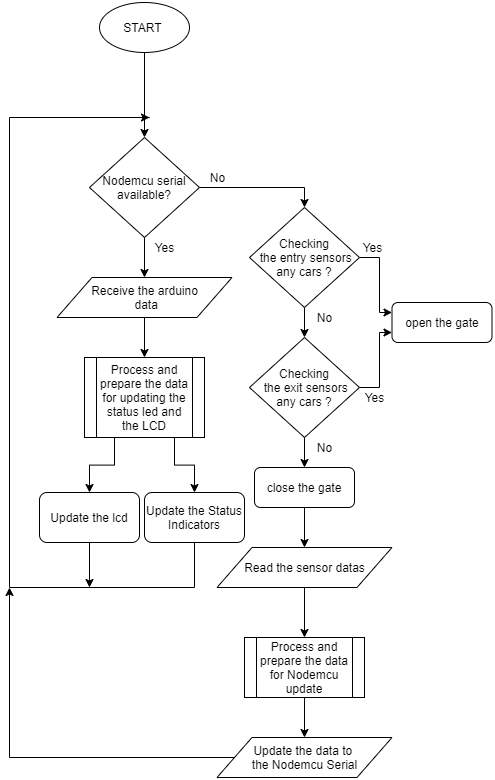 START
Nodemcu serial
available?
No
Yes
Checking
the entry sensors
any cars ?
Yes
Receive the arduino
data
No
open the gate
Process and
prepare the data
for updating the
status led and
the LCD
Checking
the exit sensors
any cars ?
Yes
No
close the gate
Update the lcd
Update the Status
Indicators
Read the sensor datas
Process and
prepare the data
for Nodemcu
update
Update the data to
the Nodemcu Serial